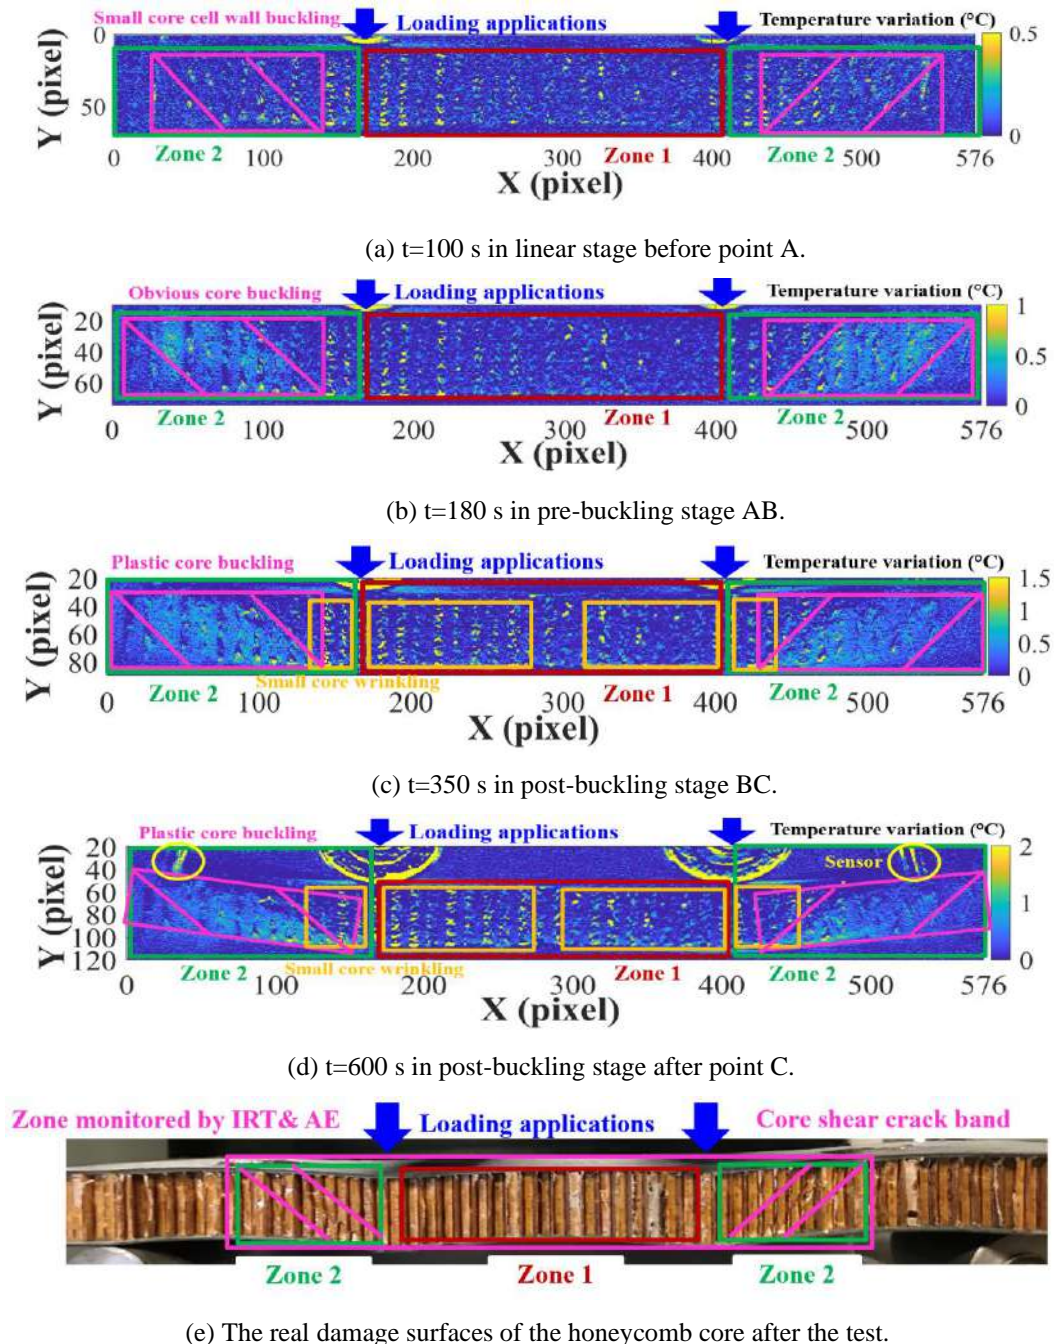 Small core cell wall buckling Loading applications Temperature variation (°C)
0 0.5
Y (pixel)
50
0
0 Zone 2 100 200 300 Zone 1 400 Zone 2 500 576
X (pixel)
(a) t=100 s in linear stage before point A.
Obvious core buckling Loading applications Temperature variation (°C)
20 1
Y (pixel)
40 0.5
60
0
0 Zone 2 100 200 300 Zone 1 400 Zone 2 500 576
X (pixel)
(b) t=180 s in pre-buckling stage AB.
Plastic core buckling Loading applications Temperature variation (°C)
20 1.5
40 1
Y (pixel)
60 0.5
80 0
Zone 2 Small core wrinkling Zone 1 Zone 2
0 100 200 300 400 500 576
X (pixel)
(c) t=350 s in post-buckling stage BC.
Plastic core buckling Loading applications Temperature variation (°C)
20 2
40 Sensor
60
Y (pixel)
80 1
100
120 0
Zone 2 Small core wrinkling Zone 1 Zone 2
0 100 200 300 400 500 576
X (pixel)
(d) t=600 s in post-buckling stage after point C.
Zone monitored by IRT& AE Loading applications Core shear crack band
Zone 2 Zone 1 Zone 2
(e) The real damage surfaces of the honeycomb core after the test.